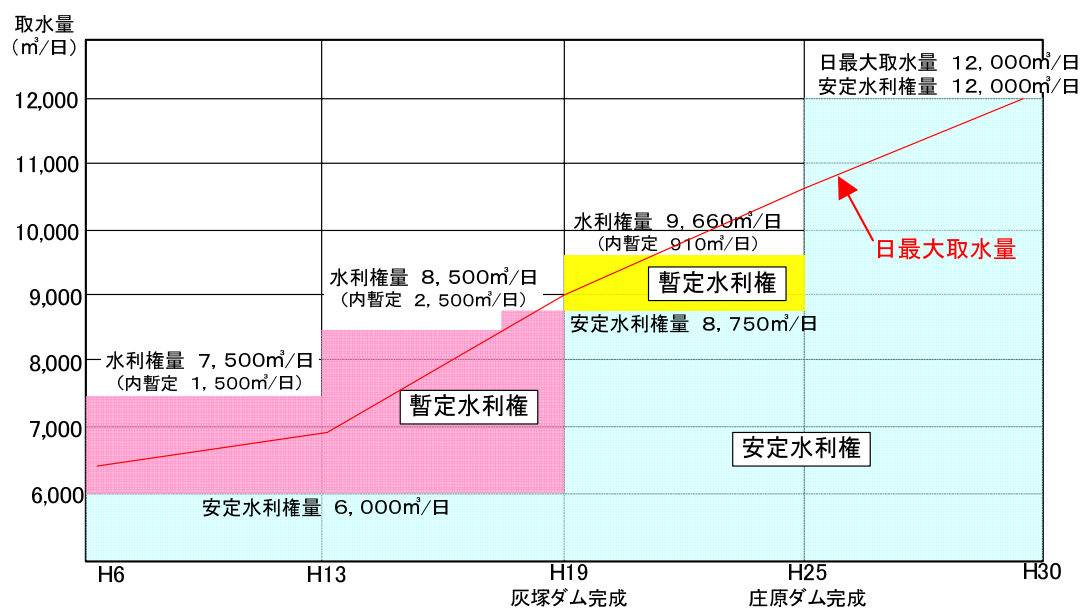 取水量
（㎥/日）
日最大取水量 12，000㎥/日
安定水利権量 12，000㎥/日
12,000
11,000
水利権量 9，660㎥/日
（内暫定 910㎥/日）
10,000
日最大取水量
水利権量 8，500㎥/日
（内暫定 2，500㎥/日）
暫定水利権
9,000
安定水利権量 8，750㎥/日
水利権量 7，500㎥/日
（内暫定 1，500㎥/日）
8,000
暫定水利権
7,000
安定水利権
6,000
安定水利権量 6，000㎥/日
H6 H13 H19 H25 H30
灰塚ダム完成 庄原ダム完成